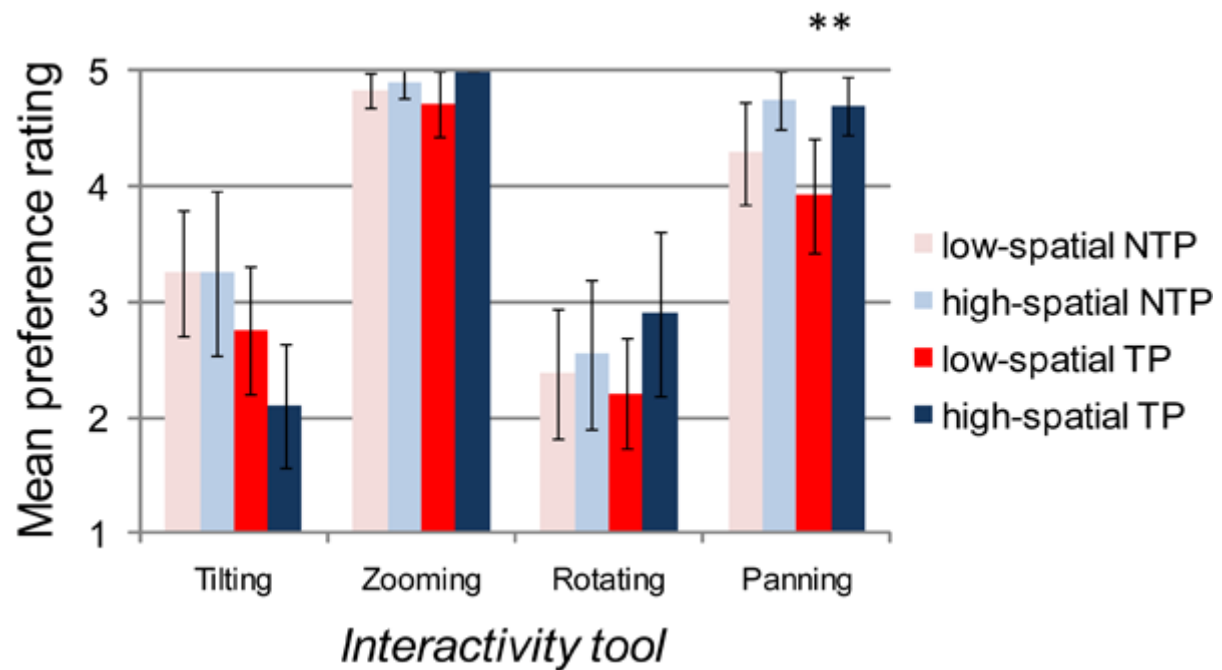 **
Mean preference rating
5
4
3
2
1
Tilting Zooming Rotating Panning
Interactivity tool
low-spatial NTP
high-spatial NTP
low-spatial TP
high-spatial TP